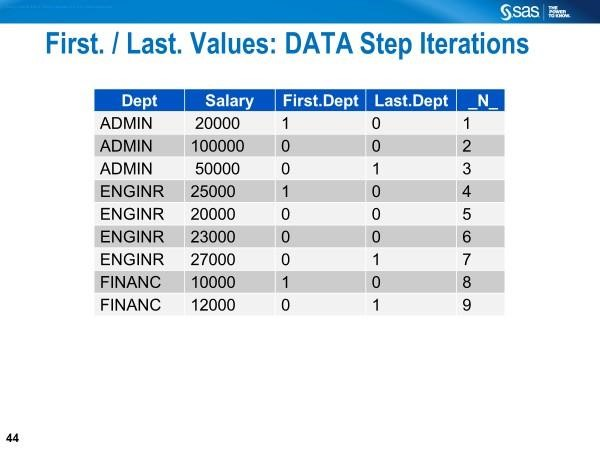 sas THE POWER TO KNOW.
First. / Last. Values: DATA Step Iterations
Dept Salary First.Dept Last.Dept _N_
ADMIN 20000 1 0 1
ADMIN 100000 0 0 2
ADMIN 50000 0 1 3
ENGINR 25000 1 0 4
ENGINR 20000 0 0 5
ENGINR 23000 0 0 6
ENGINR 27000 0 1 7
FINANC 10000 1 0 8
FINANC 12000 0 1 9
44